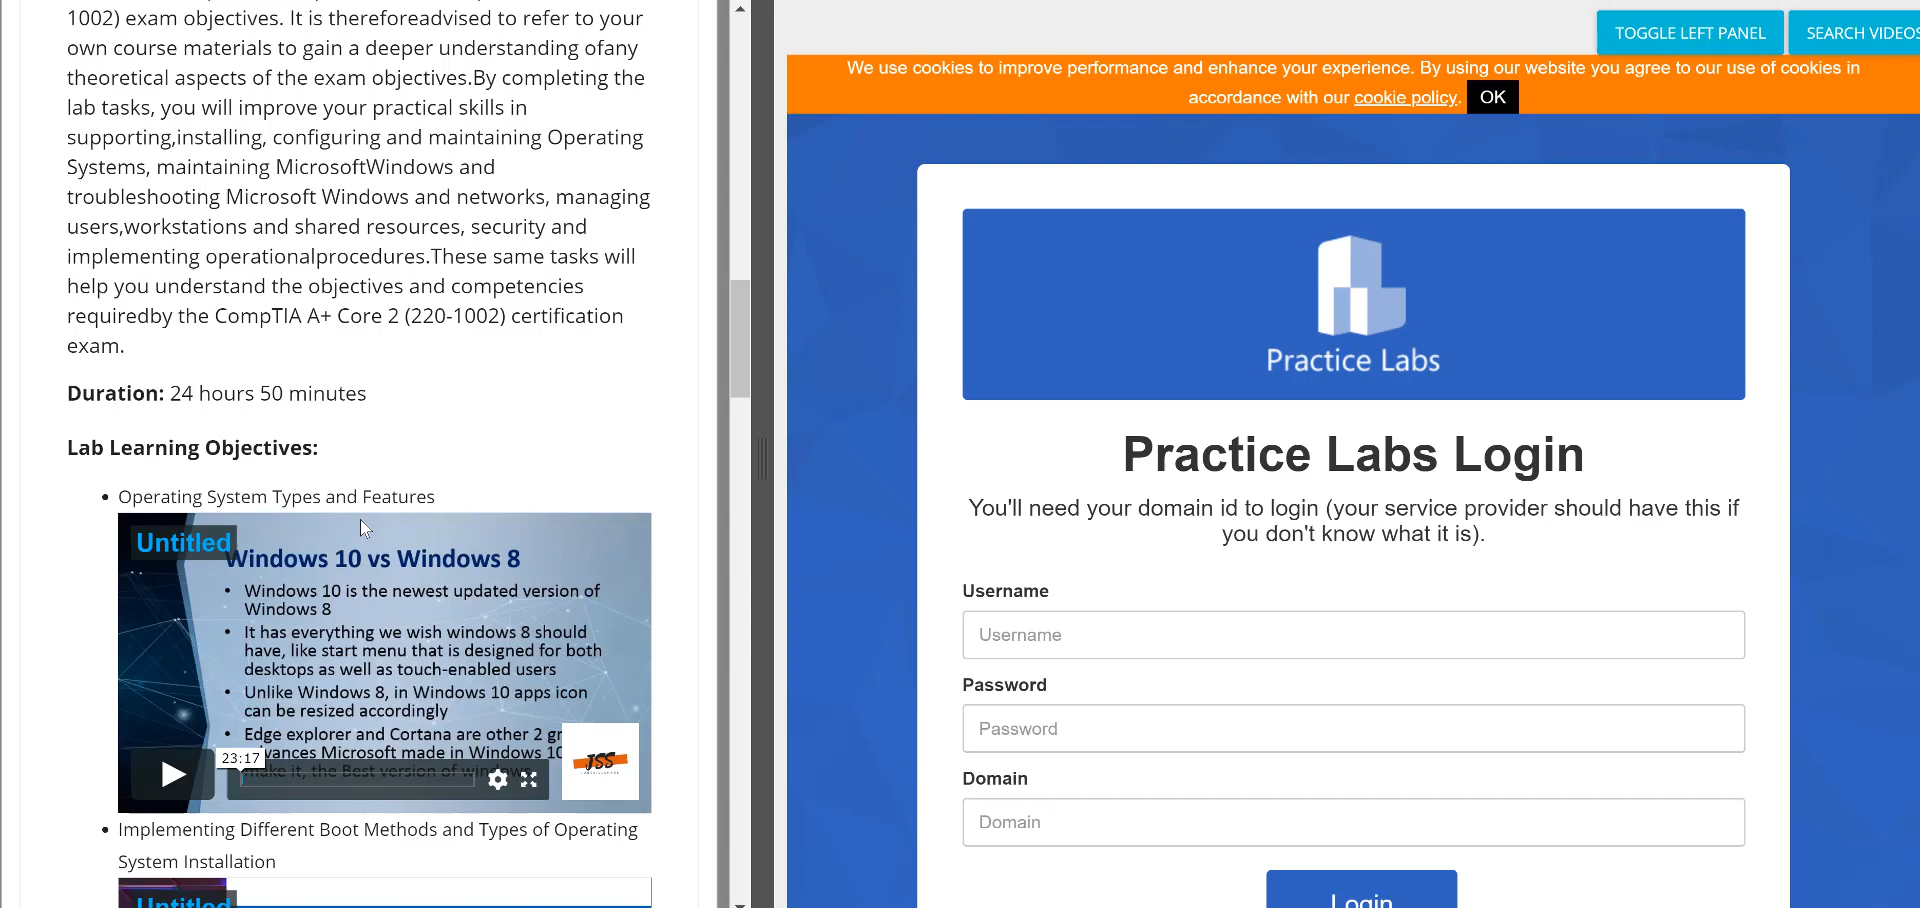 1002) exam objectives. It is thereforeadvised to refer to your
own course materials to gain a deeper understanding ofany
theoretical aspects of the exam objectives.By completing the
lab tasks, you will improve your practical skills in
supporting,installing, configuring and maintaining Operating
Systems, maintaining MicrosoftWindows and
troubleshooting Microsoft Windows and networks, managing
users,workstations and shared resources, security and
implementing operationalprocedures.These same tasks will
help you understand the objectives and competencies
requiredby the CompTIA A+ Core 2 (220-1002) certification
exam.
Duration: 24 hours 50 minutes
Lab Learning Objectives:
• Operating System Types and Features
Untitled
Windows 10 vs Windows 8
• Windows 10 is the newest updated version of
Windows 8
• It has everything we wish windows 8 should
have, like start menu that is designed for both
desktops as well as touch-enabled users
• Unlike Windows 8, in Windows 10 apps icon
can be resized accordingly
• Edge explorer and Cortana are other 2
Microsoft made in Windows 10
make it, the Best version of windows
23:17
JSS
• Implementing Different Boot Methods and Types of Operating
System Installation
Untitled
TOGGLE LEFT PANEL
SEARCH VIDEOS
We use cookies to improve performance and enhance your experience. By using our website you agree to our use of cookies in
accordance with our cookie policy. OK
Practice Labs
Practice Labs Login
You'll need your domain id to login (your service provider should have this if
you don't know what it is).
Username
Username
Password
Password
Domain
Domain
Login